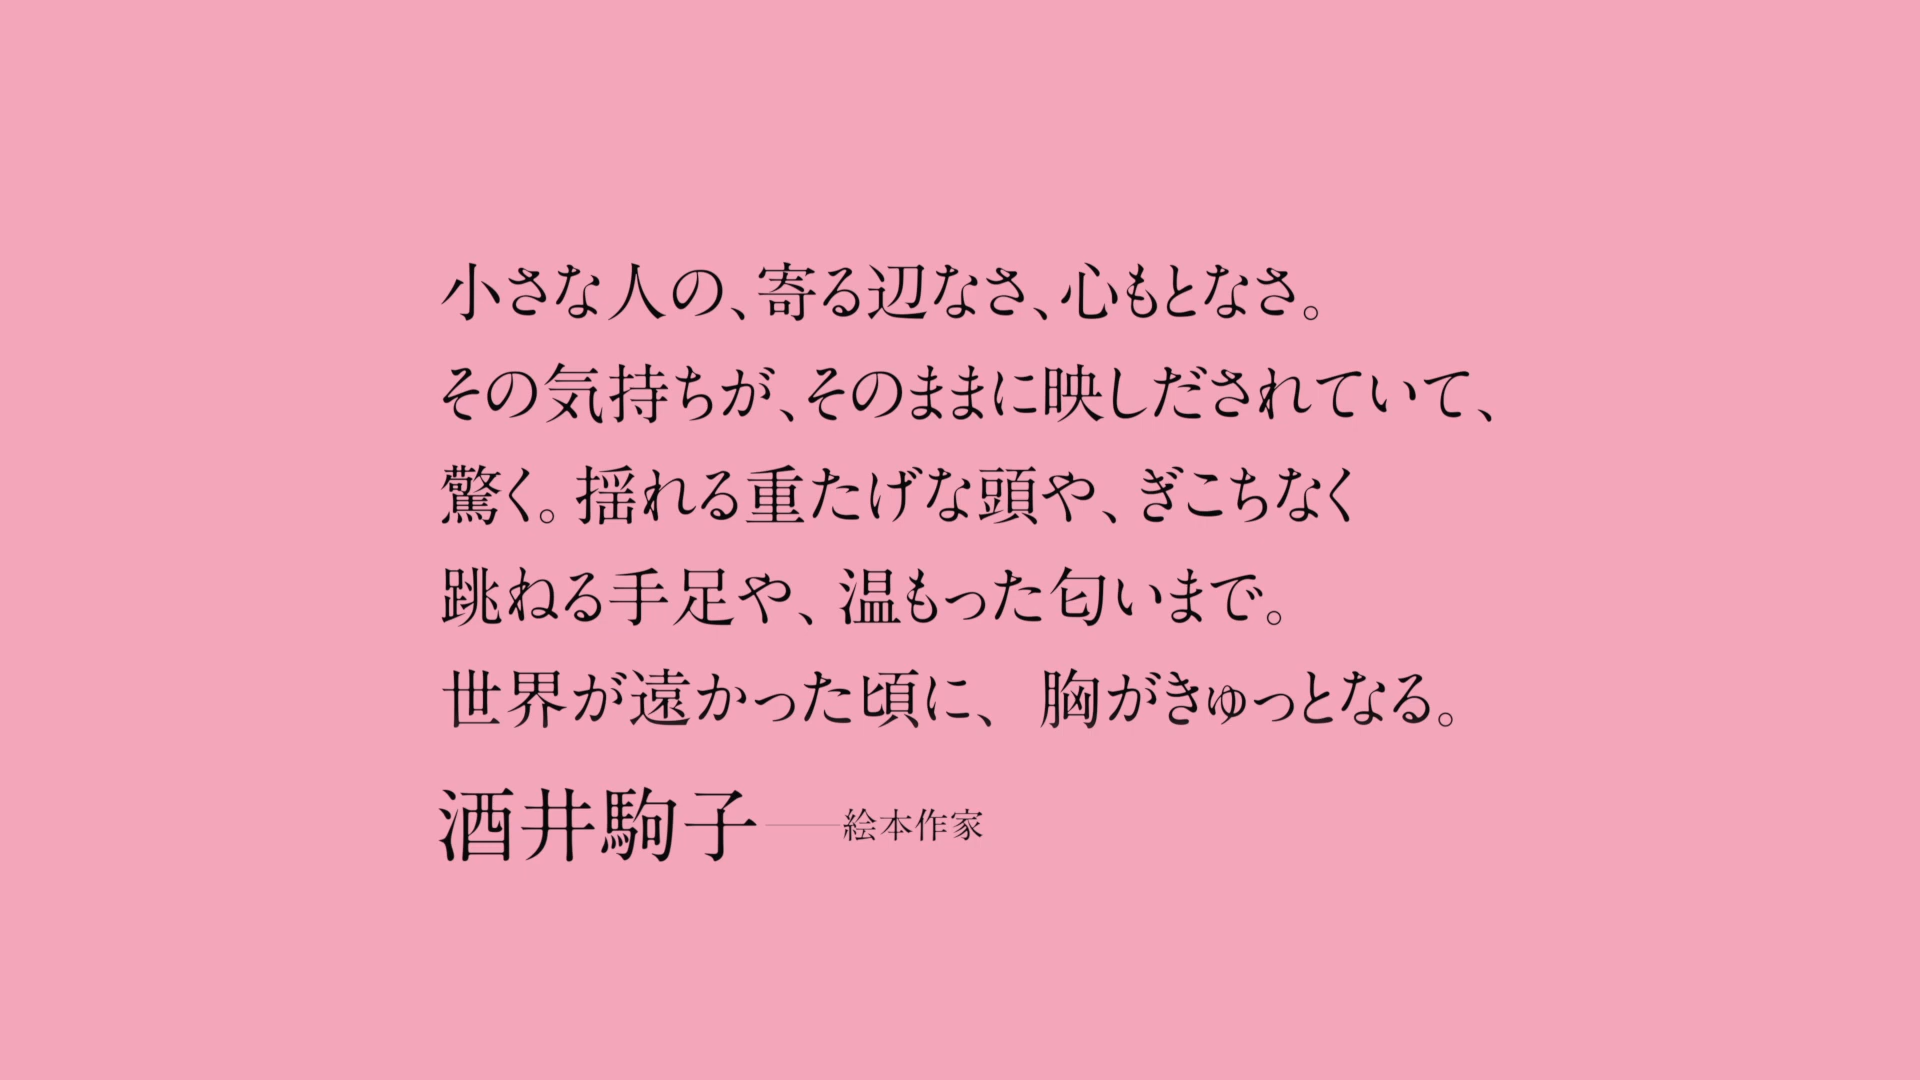 小さな人の、寄る辺なさ、心もとなさ。
その気持ちが、そのままに映しだされていて、
驚く。揺れる重たげな頭や、ぎこちなく
跳ねる手足や、温もった匂いまで。
世界が遠かった頃に、胸がきゅっとなる。
酒井駒子――絵本作家